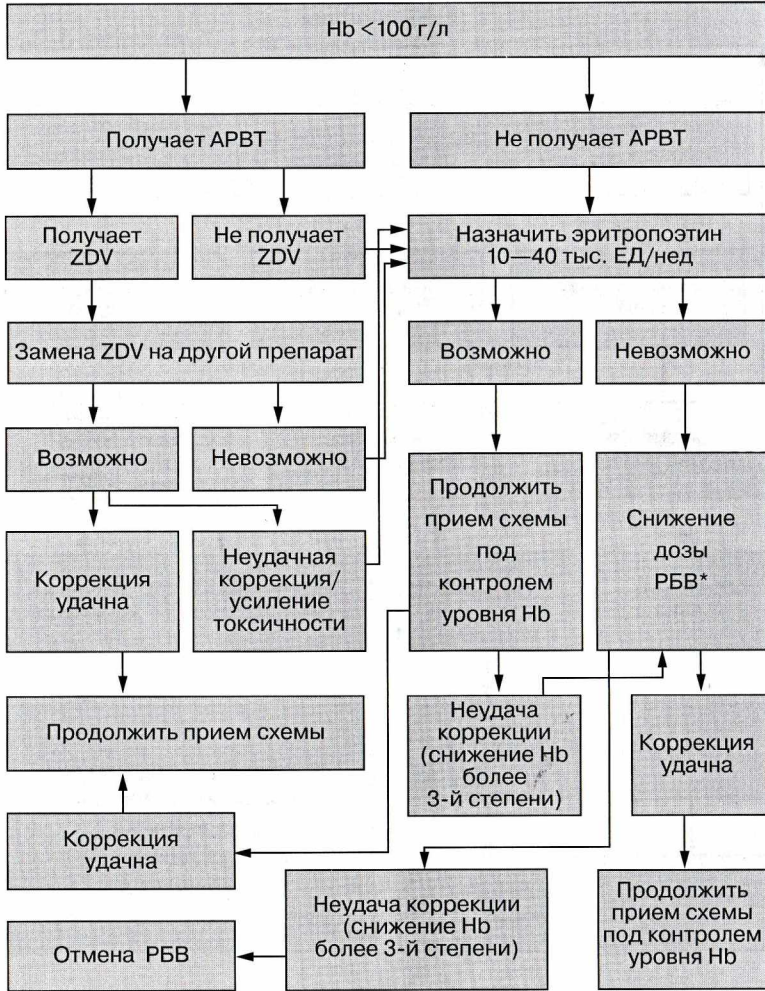 Hb <100 г/л
Получает АРВТ
Не получает АРВТ
Получает
ZDV
Не получает
ZDV
Назначить эритропоэтин
10—40 тыс. ЕД/нед
Замена ZDV на другой препарат
Возможно
Невозможно
Возможно
Невозможно
Коррекция
удачна
Неудачная
коррекция/
усиление
токсичности
Продолжить
прием схемы
под
контролем
уровня Hb
Снижение
дозы
РБВ*
Продолжить прием схемы
Неудача
коррекции
(снижение Hb
более
3-й степени)
Коррекция
удачна
Коррекция
удачна
Неудача коррекции
(снижение Hb
более 3-й степени)
Продолжить
прием схемы
под контролем
уровня Hb
Отмена РБВ